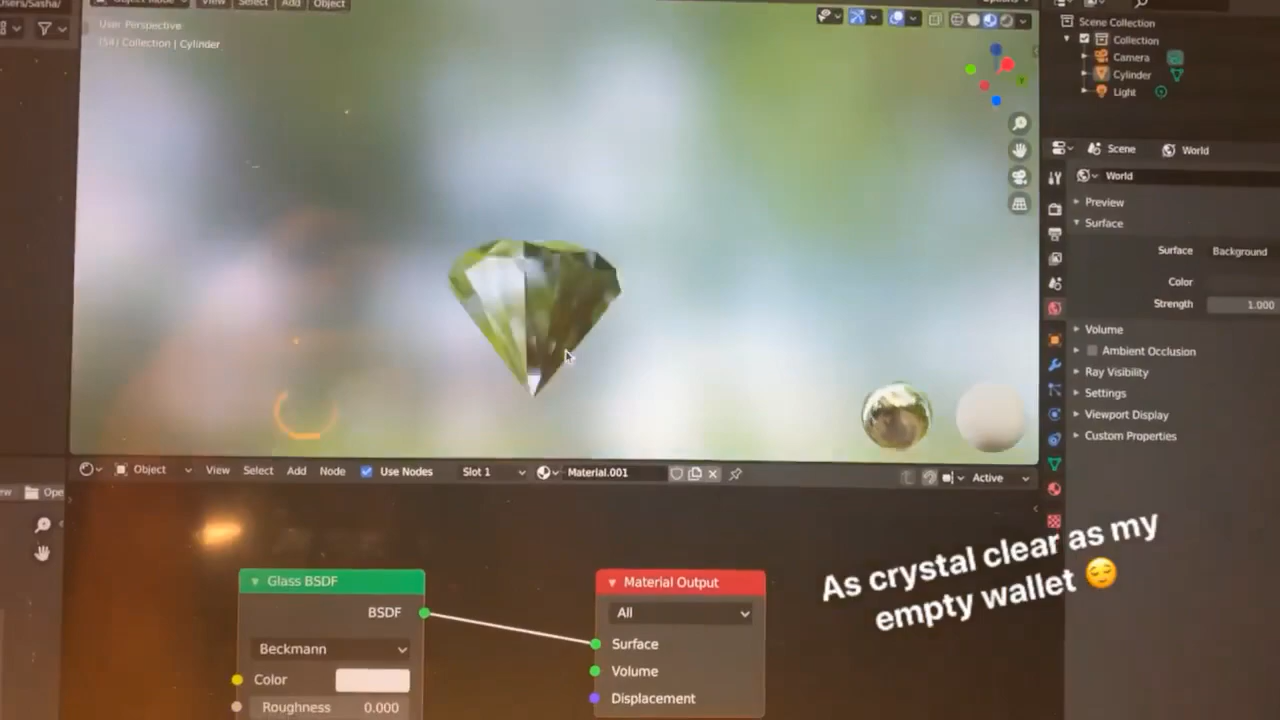 View
Select
Add
Object
User Perspective
(58) Collection | Cylinder
Scene Collection
Collection
Camera
Cylinder
Light
Scene
World
World
Preview
Surface
Surface
Background
Color
Strength
1.000
Volume
Ambient Occlusion
Ray Visibility
Settings
Viewport Display
Custom Properties
Object
View
Select
Add
Node
Use Nodes
Slot 1
Material.001
Active
Glass BSDF
BSDF
Beckmann
Color
Roughness
0.000
Material Output
All
Surface
Volume
Displacement
As crystal clear as my
empty wallet 😌